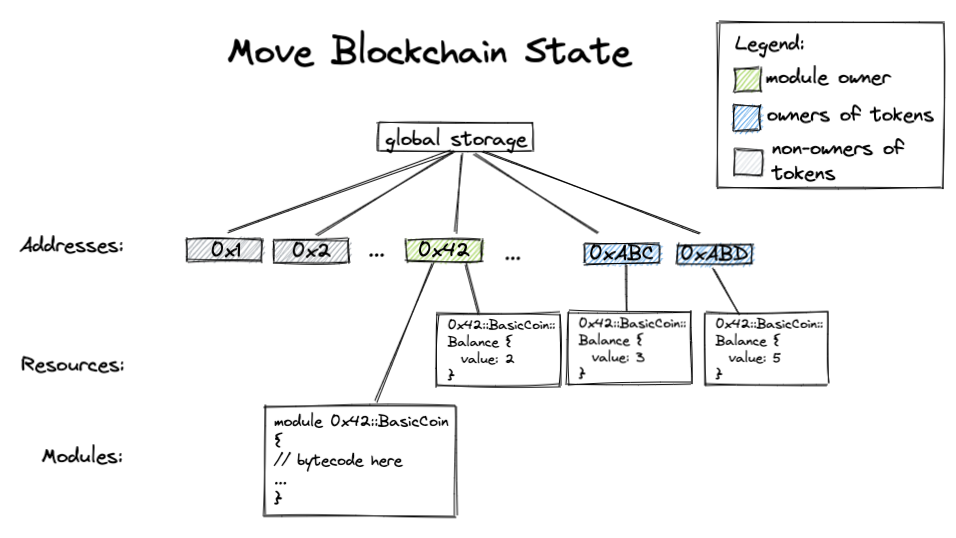 Move Blockchain State
Legend:
module owner
owners of tokens
non-owners of
tokens
global storage
Addresses:
0x1
0x2
...
0x42
...
0xABC
0xABD
Resources:
0x42::BasicCoin::
Balance {
value: 2
}
0x42::BasicCoin::
Balance {
value: 3
}
0x42::BasicCoin::
Balance {
value: 5
}
Modules:
module 0x42::BasicCoin
{
// bytecode here
...
}